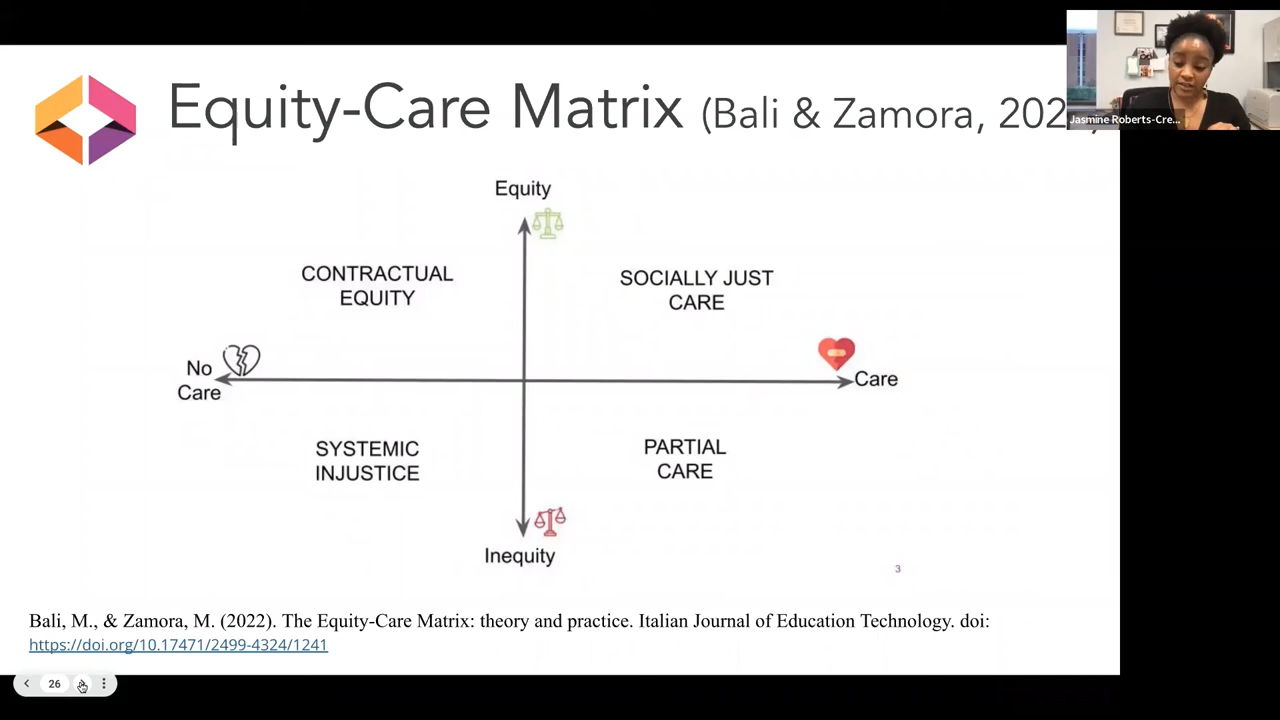 Equity-Care Matrix (Bali & Zamora, 202
Jasmine Roberts-Cre...
Equity
CONTRACTUAL
EQUITY
SOCIALLY JUST
CARE
No
Care
Care
SYSTEMIC
INJUSTICE
PARTIAL
CARE
Inequity
3
Bali, M., & Zamora, M. (2022). The Equity-Care Matrix: theory and practice. Italian Journal of Education Technology. doi:
https://doi.org/10.17471/2499-4324/1241
26